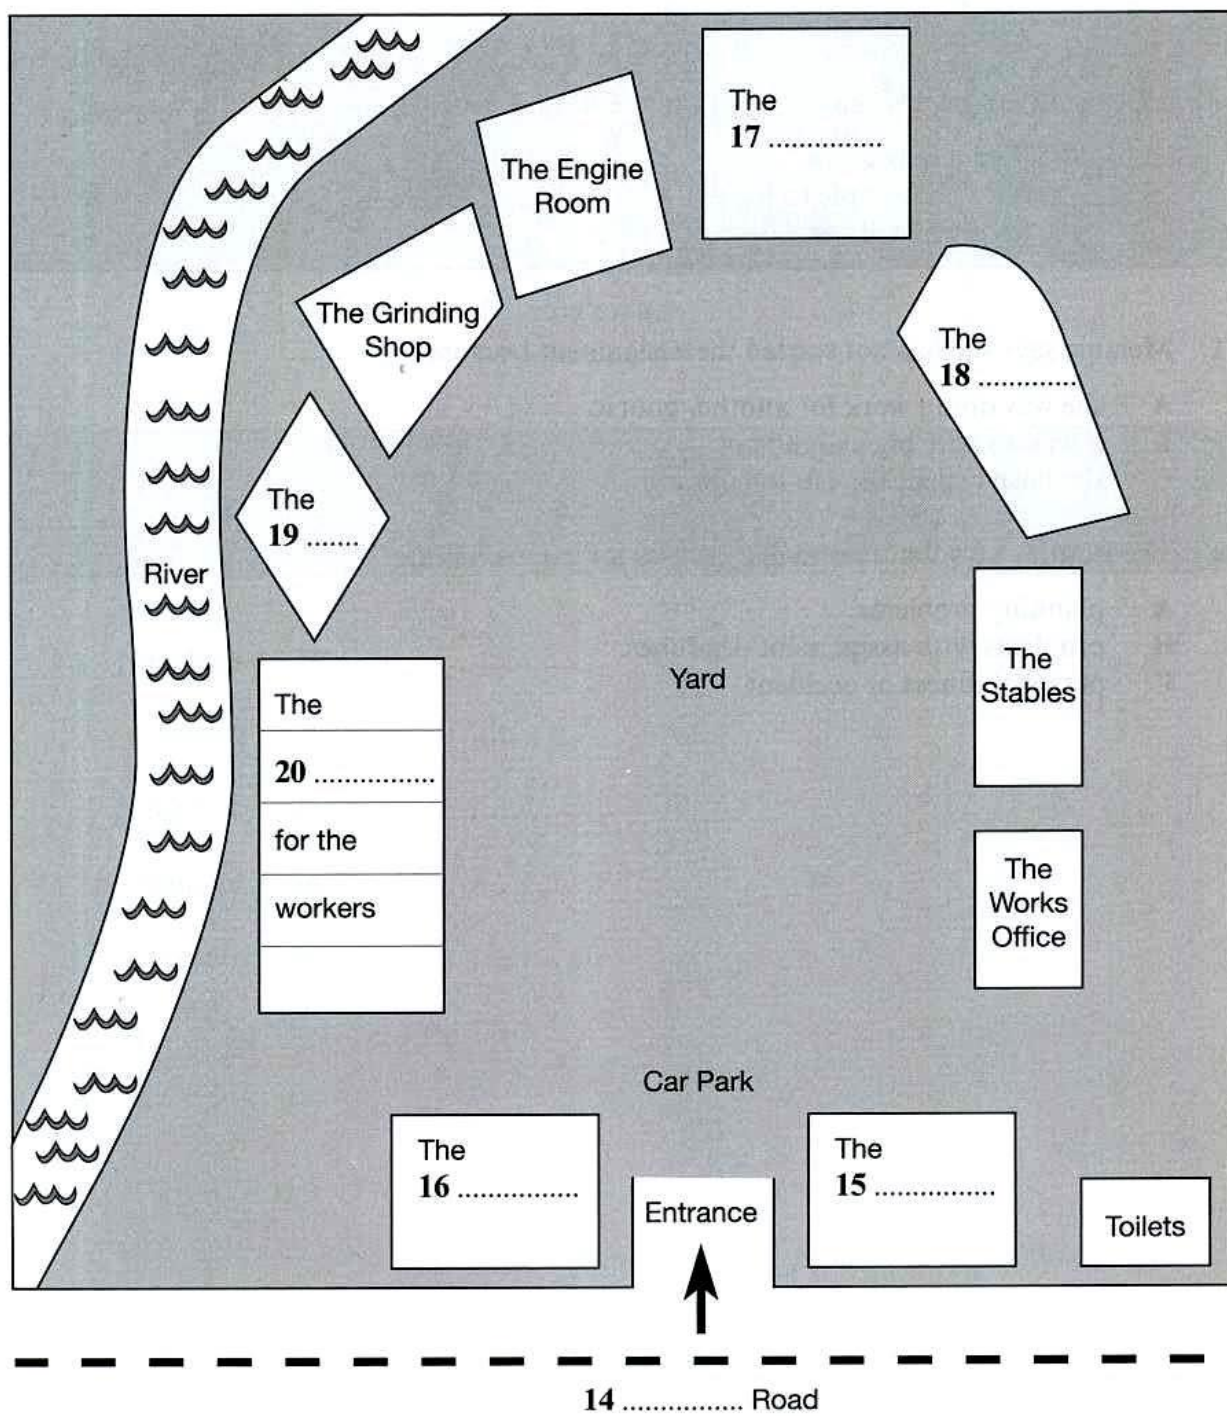 The
17 ................
The Engine
Room
The Grinding
Shop
The
18 ................
The
19 .......
River
The
Stables
Yard
The
20 ..................
for the
workers
The
Works
Office
Car Park
The
16 ..................
The
15 ..................
Entrance
Toilets
14 .................. Road